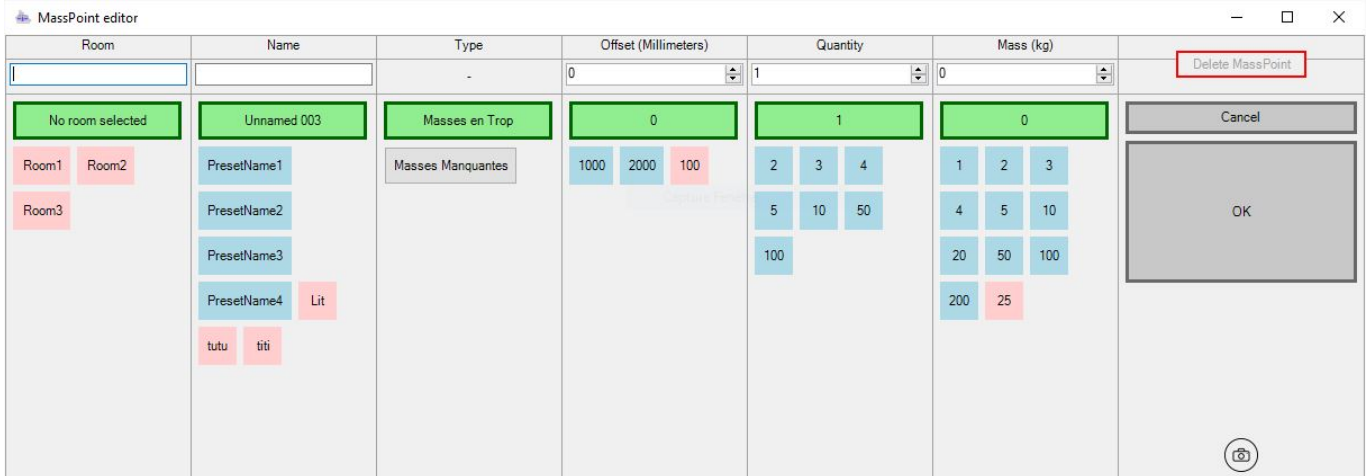 MassPoint editor
Room Name Type Offset (Millimeters) Quantity Mass (kg)
- 0 1 0 Delete MassPoint
No room selected Unnamed 003 Masses en Trop 0 1 0 Cancel
Room1 Room2 PresetName1 Masses Manquantes 1000 2000 100 2 3 4 1 2 3
Room3 PresetName2 5 10 50 4 5 10 OK
PresetName3 100 20 50 100
PresetName4 Lit 200 25
tutu titi